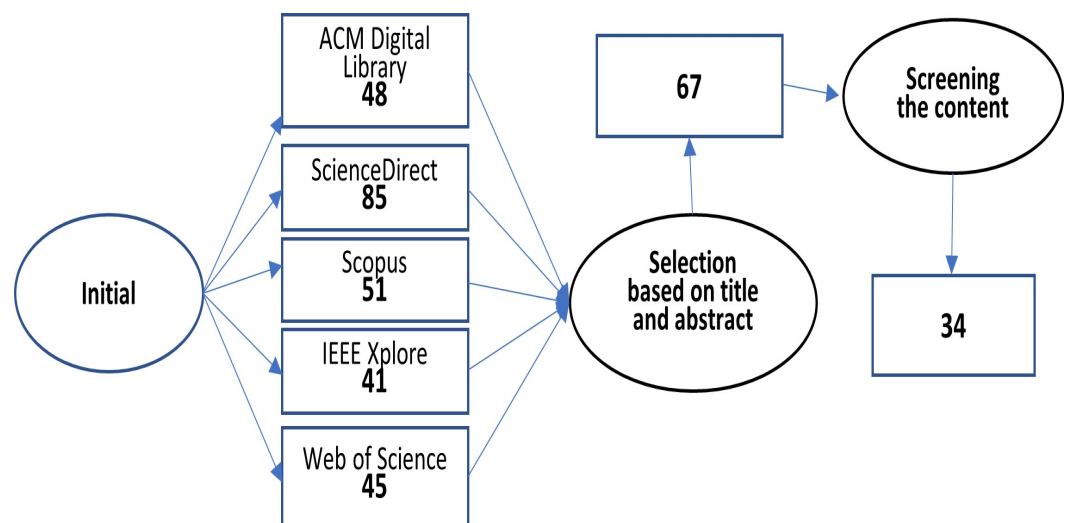 Initial
ACM Digital
Library
48
ScienceDirect
85
Scopus
51
IEEE Xplore
41
Web of Science
45
Selection
based on title
and abstract
67
Screening
the content
34